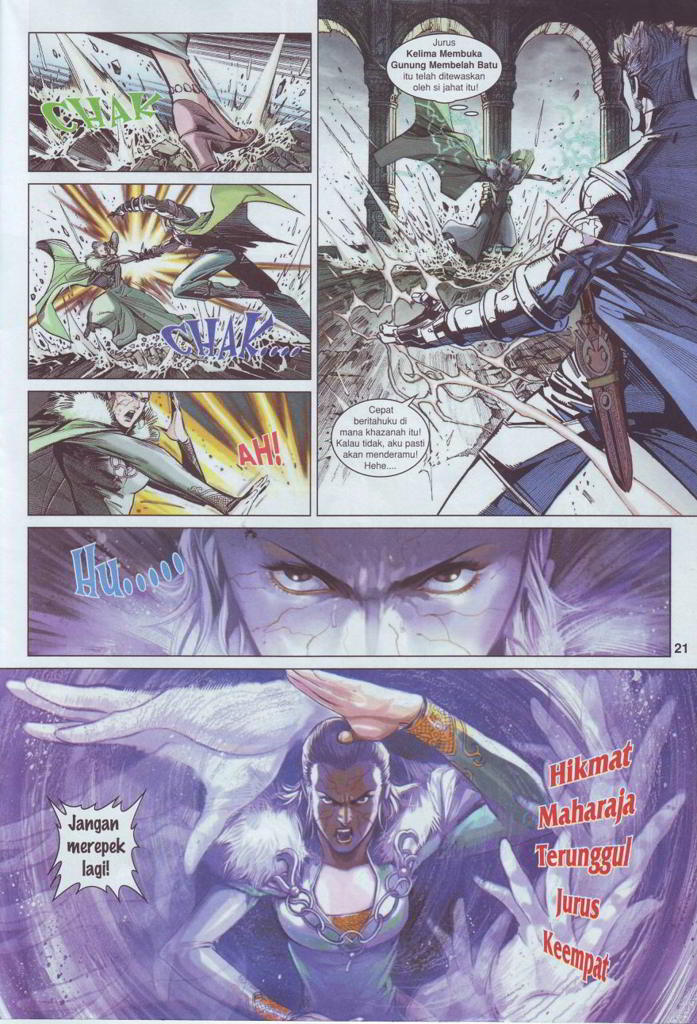 CHAK
CHAK.....
AH!
Jurus
Kelima Membuka
Gunung Membelah Batu
itu telah ditewaskan
oleh si jahat itu!
Cepat
beritahuku di
mana khazanah itu!
Kalau tidak, aku pasti
akan menderamu!
Hehe....
Hu.....
21
Jangan
merepek
lagi!
Hikmat
Maharaja
Terunggul
Jurus
Keempat